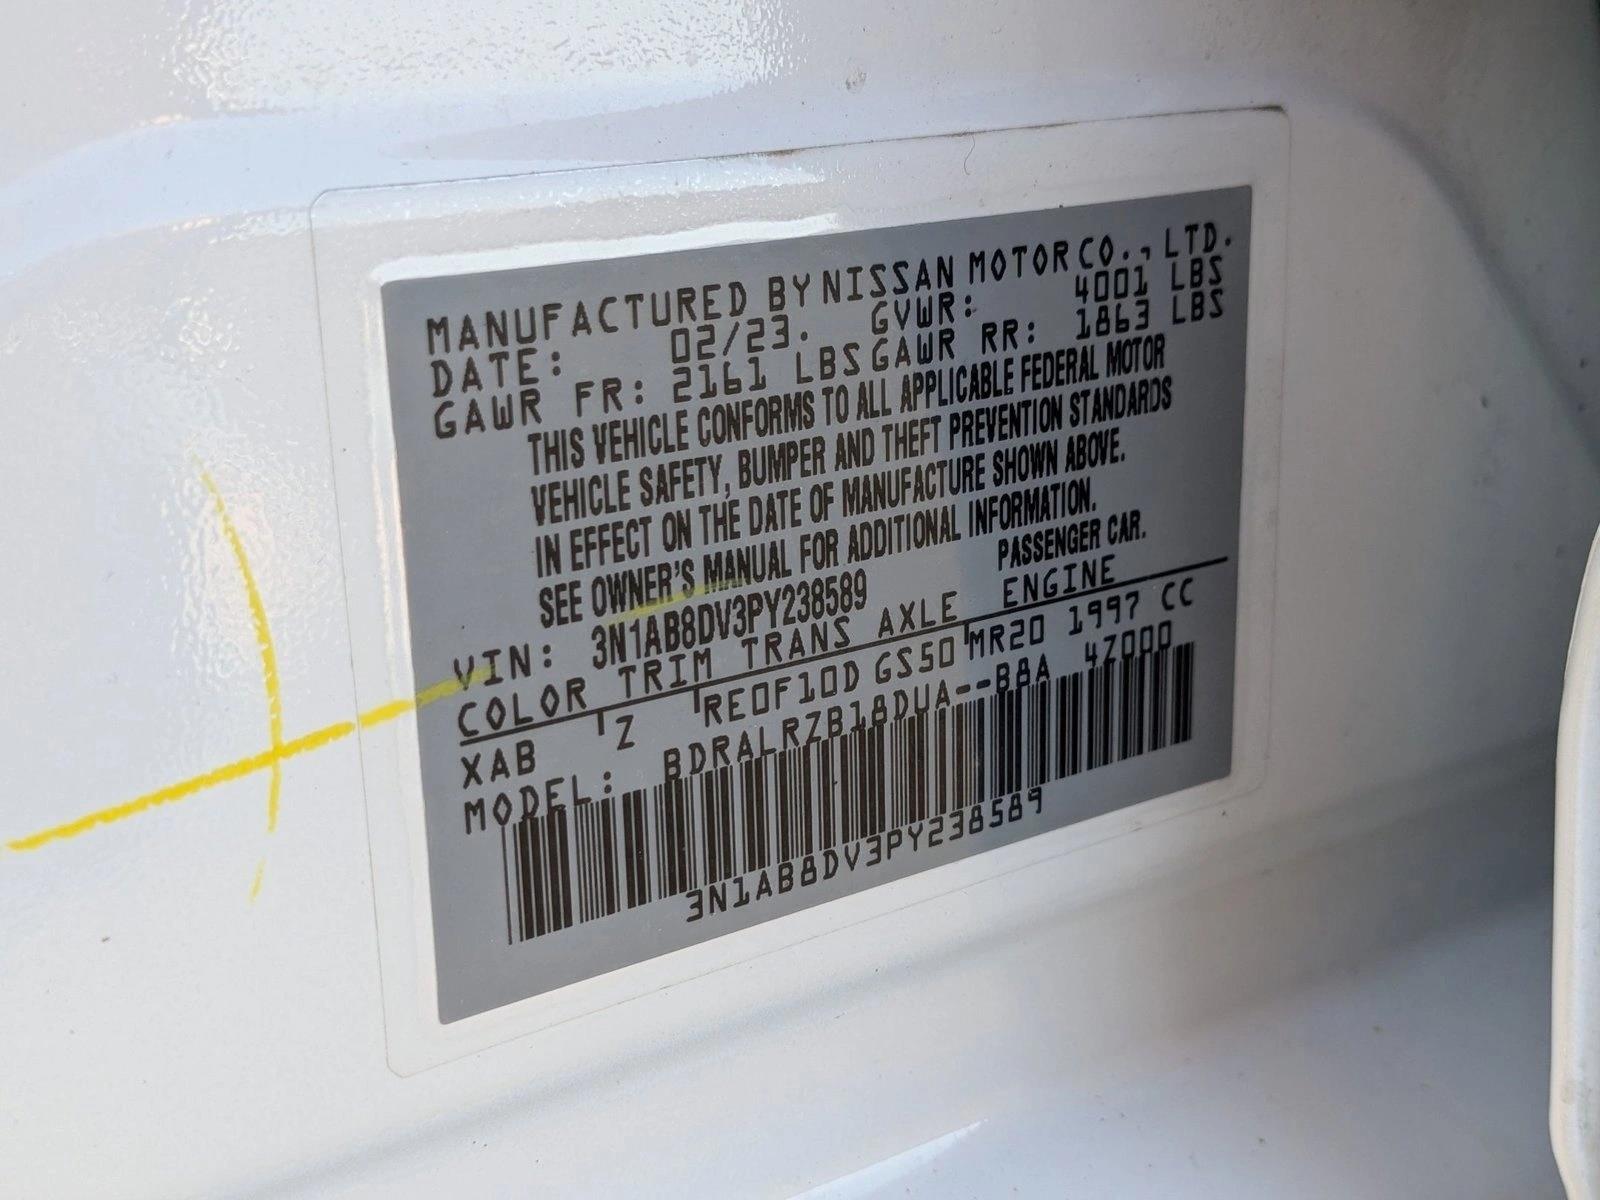 MANUFACTURED BY NISSAN MOTOR CO., LTD.
DATE: 02/23. GVWR: 4001 LBS
GAWR FR: 2161 LBS GAWR RR: 1863 LBS
THIS VEHICLE CONFORMS TO ALL APPLICABLE FEDERAL MOTOR
VEHICLE SAFETY, BUMPER AND THEFT PREVENTION STANDARDS
IN EFFECT ON THE DATE OF MANUFACTURE SHOWN ABOVE.
SEE OWNER'S MANUAL FOR ADDITIONAL INFORMATION.
VIN: 3N1AB8DV3PY238589 PASSENGER CAR.
COLOR TRIM TRANS AXLE ENGINE
XAB Z RE0F10D GS50 MR20 1997 CC
MODEL: BDRALRZB18DUA--B8A 4Z000
3N1AB8DV3PY238589